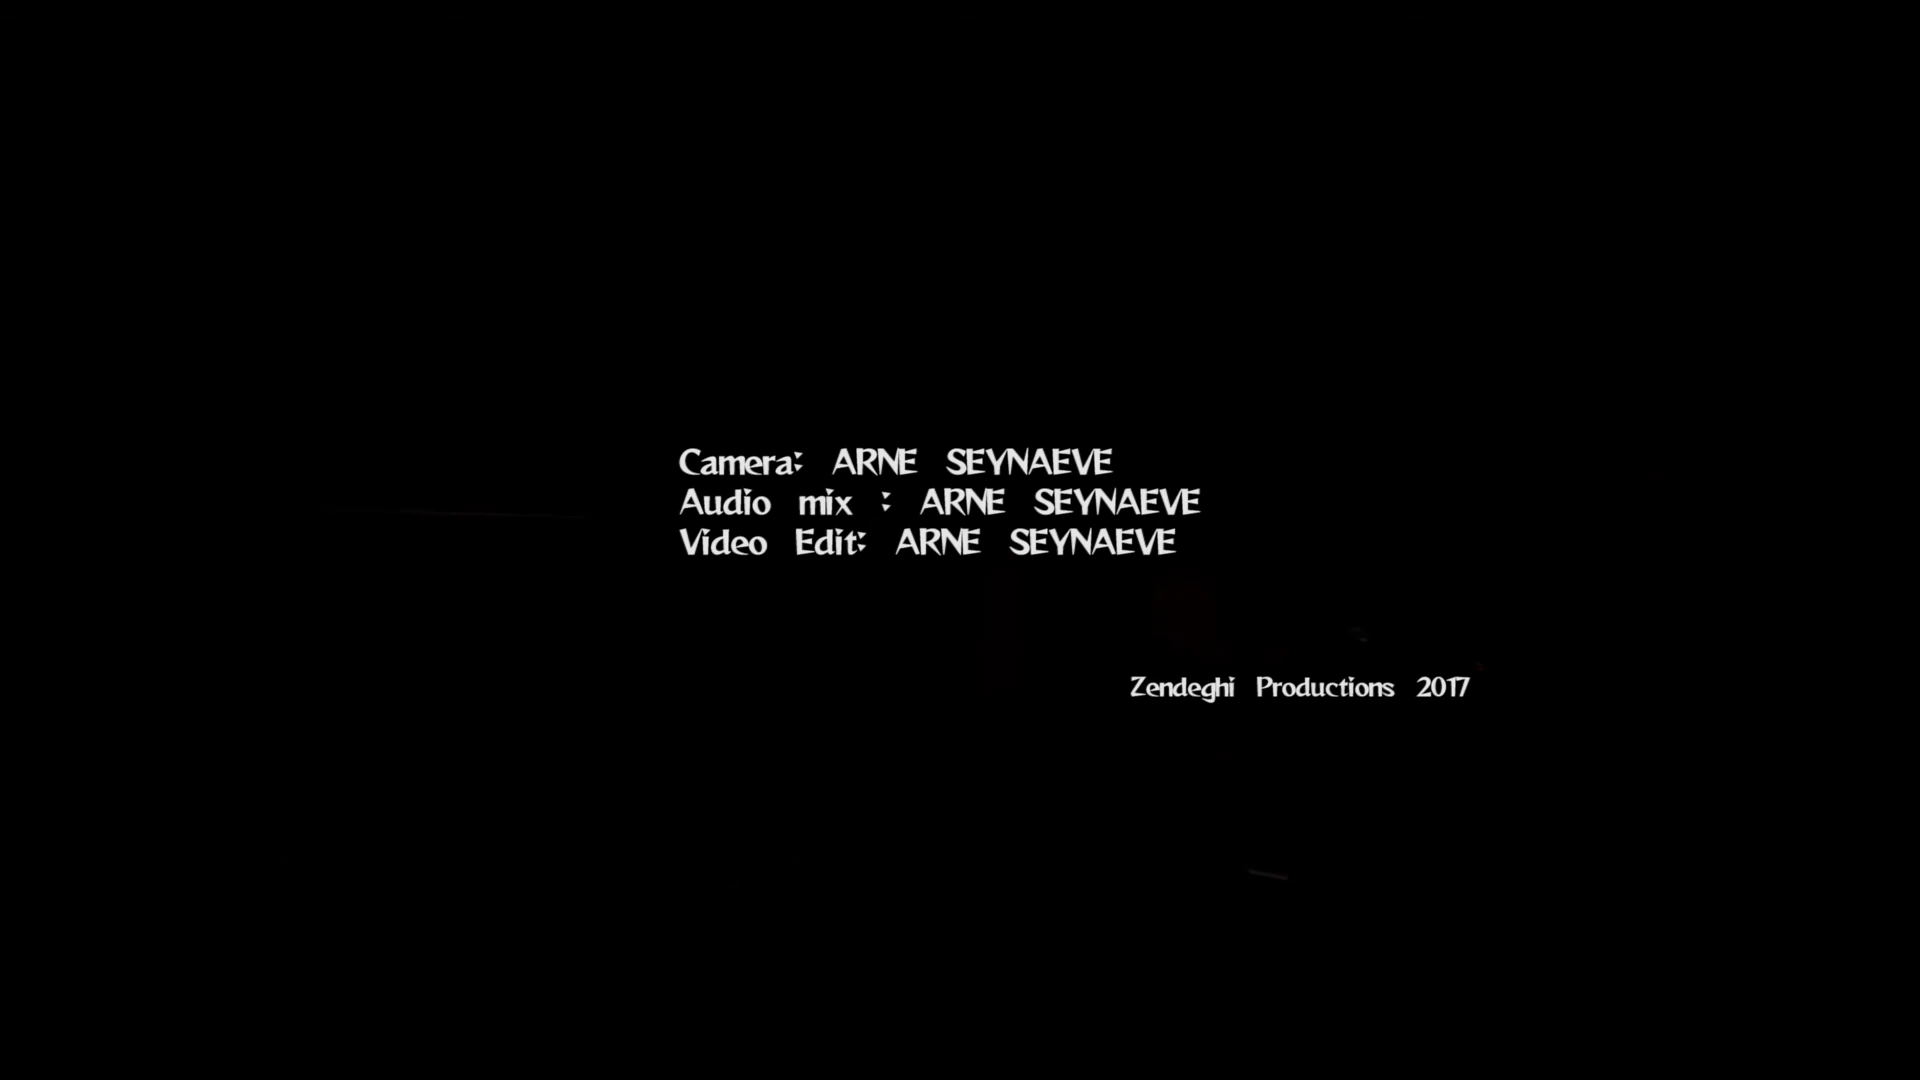 Camera: ARNE SEYNAEVE
Audio mix : ARNE SEYNAEVE
Video Edit: ARNE SEYNAEVE
Zendeghi Productions 2017